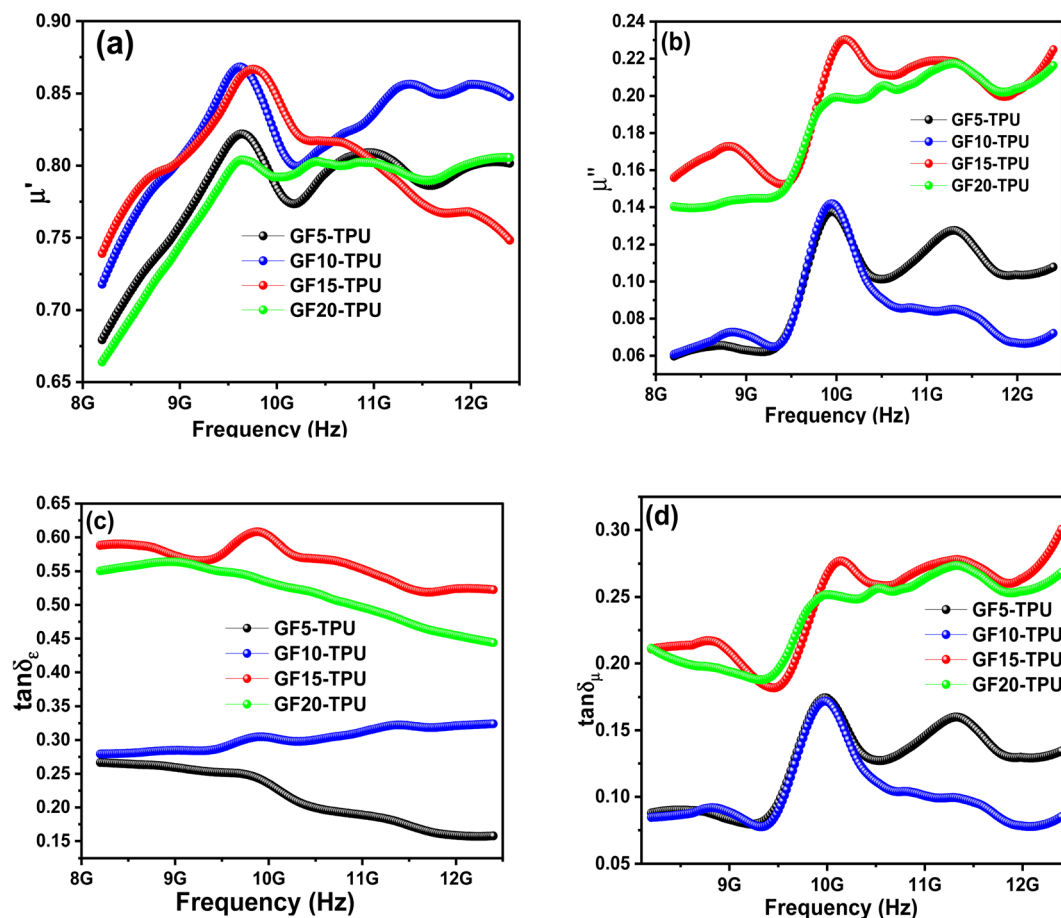 (a)
0.90
0.85
0.80
0.75
0.70
0.65
μ'
GF5-TPU
GF10-TPU
GF15-TPU
GF20-TPU
8G 9G 10G 11G 12G
Frequency (Hz)
(b)
0.24
0.22
0.20
0.18
0.16
0.14
0.12
0.10
0.08
0.06
μ''
GF5-TPU
GF10-TPU
GF15-TPU
GF20-TPU
8G 9G 10G 11G 12G
Frequency (Hz)
(c)
0.65
0.60
0.55
0.50
0.45
0.40
0.35
0.30
0.25
0.20
0.15
tanδε
GF5-TPU
GF10-TPU
GF15-TPU
GF20-TPU
8G 9G 10G 11G 12G
Frequency (Hz)
(d)
0.30
0.25
0.20
0.15
0.10
0.05
tanδμ
GF5-TPU
GF10-TPU
GF15-TPU
GF20-TPU
9G 10G 11G 12G
Frequency (Hz)